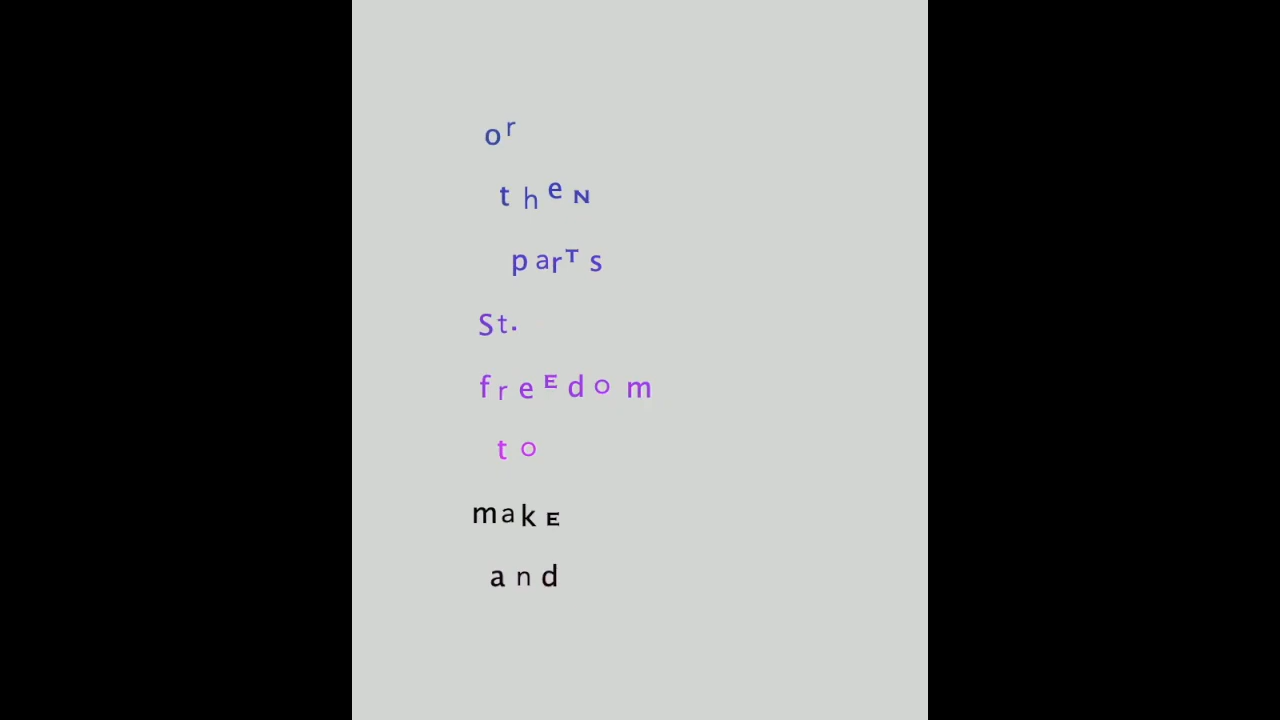 or
theN
parTs
St.
freEdom
to
makE
and